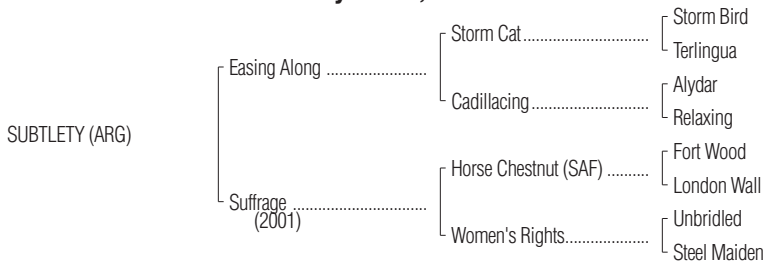 Storm Bird
Storm Cat..............................
Terlingua
Easing Along ........................
Alydar
Cadillacing............................
Relaxing
SUBTLETY (ARG)
Fort Wood
Horse Chestnut (SAF) ..........
London Wall
Suffrage ................................
(2001)
Unbridled
Women's Rights....................
Steel Maiden